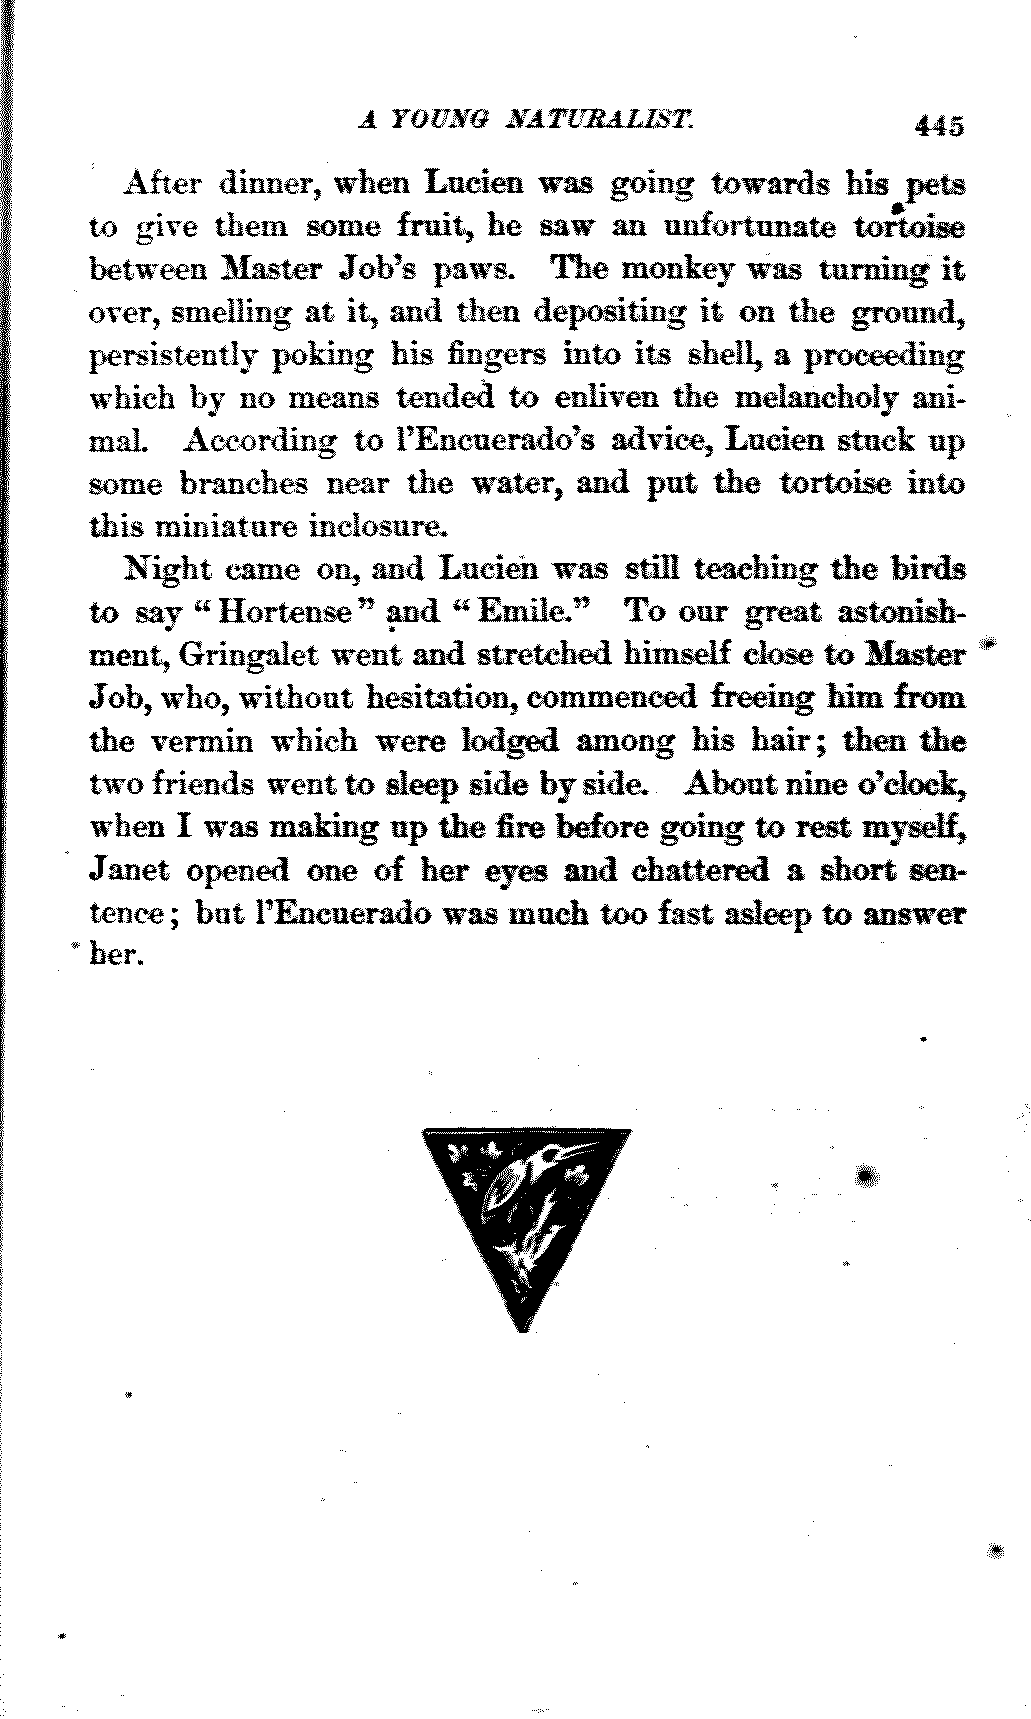 A YOUNG NATURALIST. 445
After dinner, when Lucien was going towards his pets
to give them some fruit, he saw an unfortunate tortoise
between Master Job's paws. The monkey was turning it
over, smelling at it, and then depositing it on the ground,
persistently poking his fingers into its shell, a proceeding
which by no means tended to enliven the melancholy ani-
mal. According to l'Encuerado's advice, Lucien stuck up
some branches near the water, and put the tortoise into
this miniature inclosure.
Night came on, and Lucien was still teaching the birds
to say “Hortense” and “Emile.” To our great astonish-
ment, Gringalet went and stretched himself close to Master
Job, who, without hesitation, commenced freeing him from
the vermin which were lodged among his hair; then the
two friends went to sleep side by side. About nine o'clock,
when I was making up the fire before going to rest myself,
Janet opened one of her eyes and chattered a short sen-
tence; but l'Encuerado was much too fast asleep to answer
her.